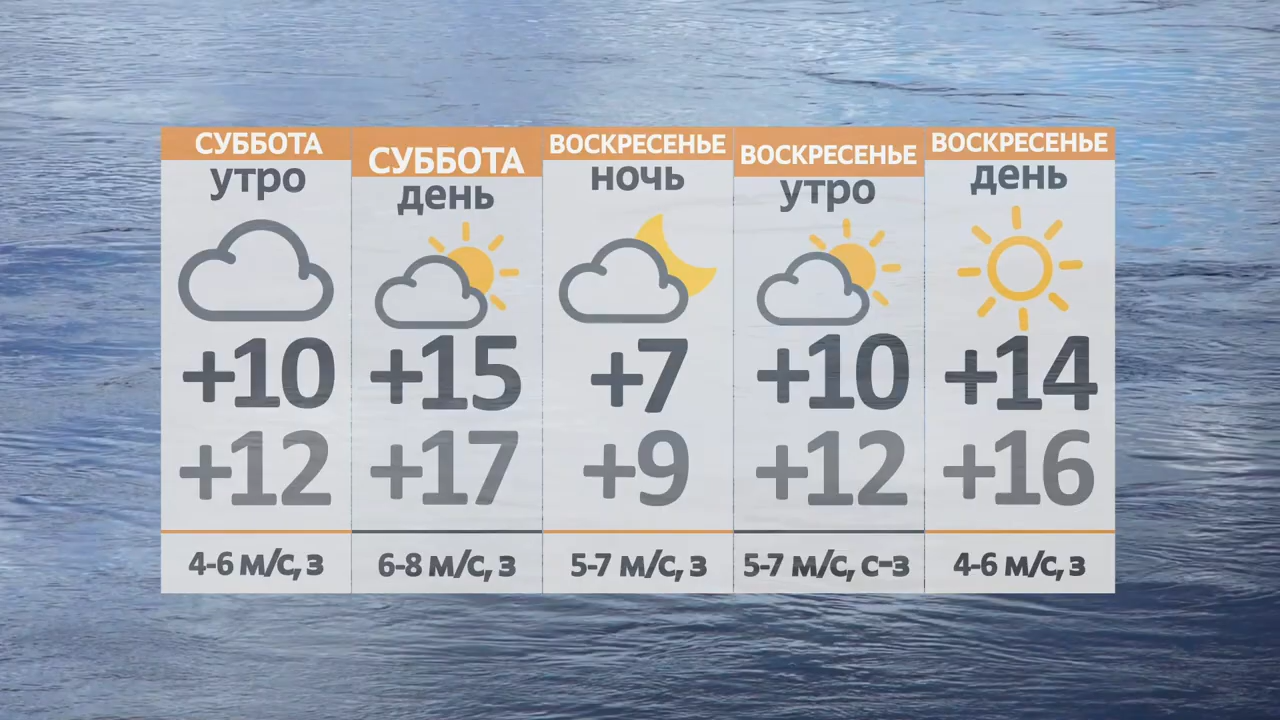 СУББОТА
утро
+10
+12
4-6 м/с, з
СУББОТА
день
+15
+17
6-8 м/с, з
ВОСКРЕСЕНЬЕ
ночь
+7
+9
5-7 м/с, з
ВОСКРЕСЕНЬЕ
утро
+10
+12
5-7 м/с, с-з
ВОСКРЕСЕНЬЕ
день
+14
+16
4-6 м/с, з